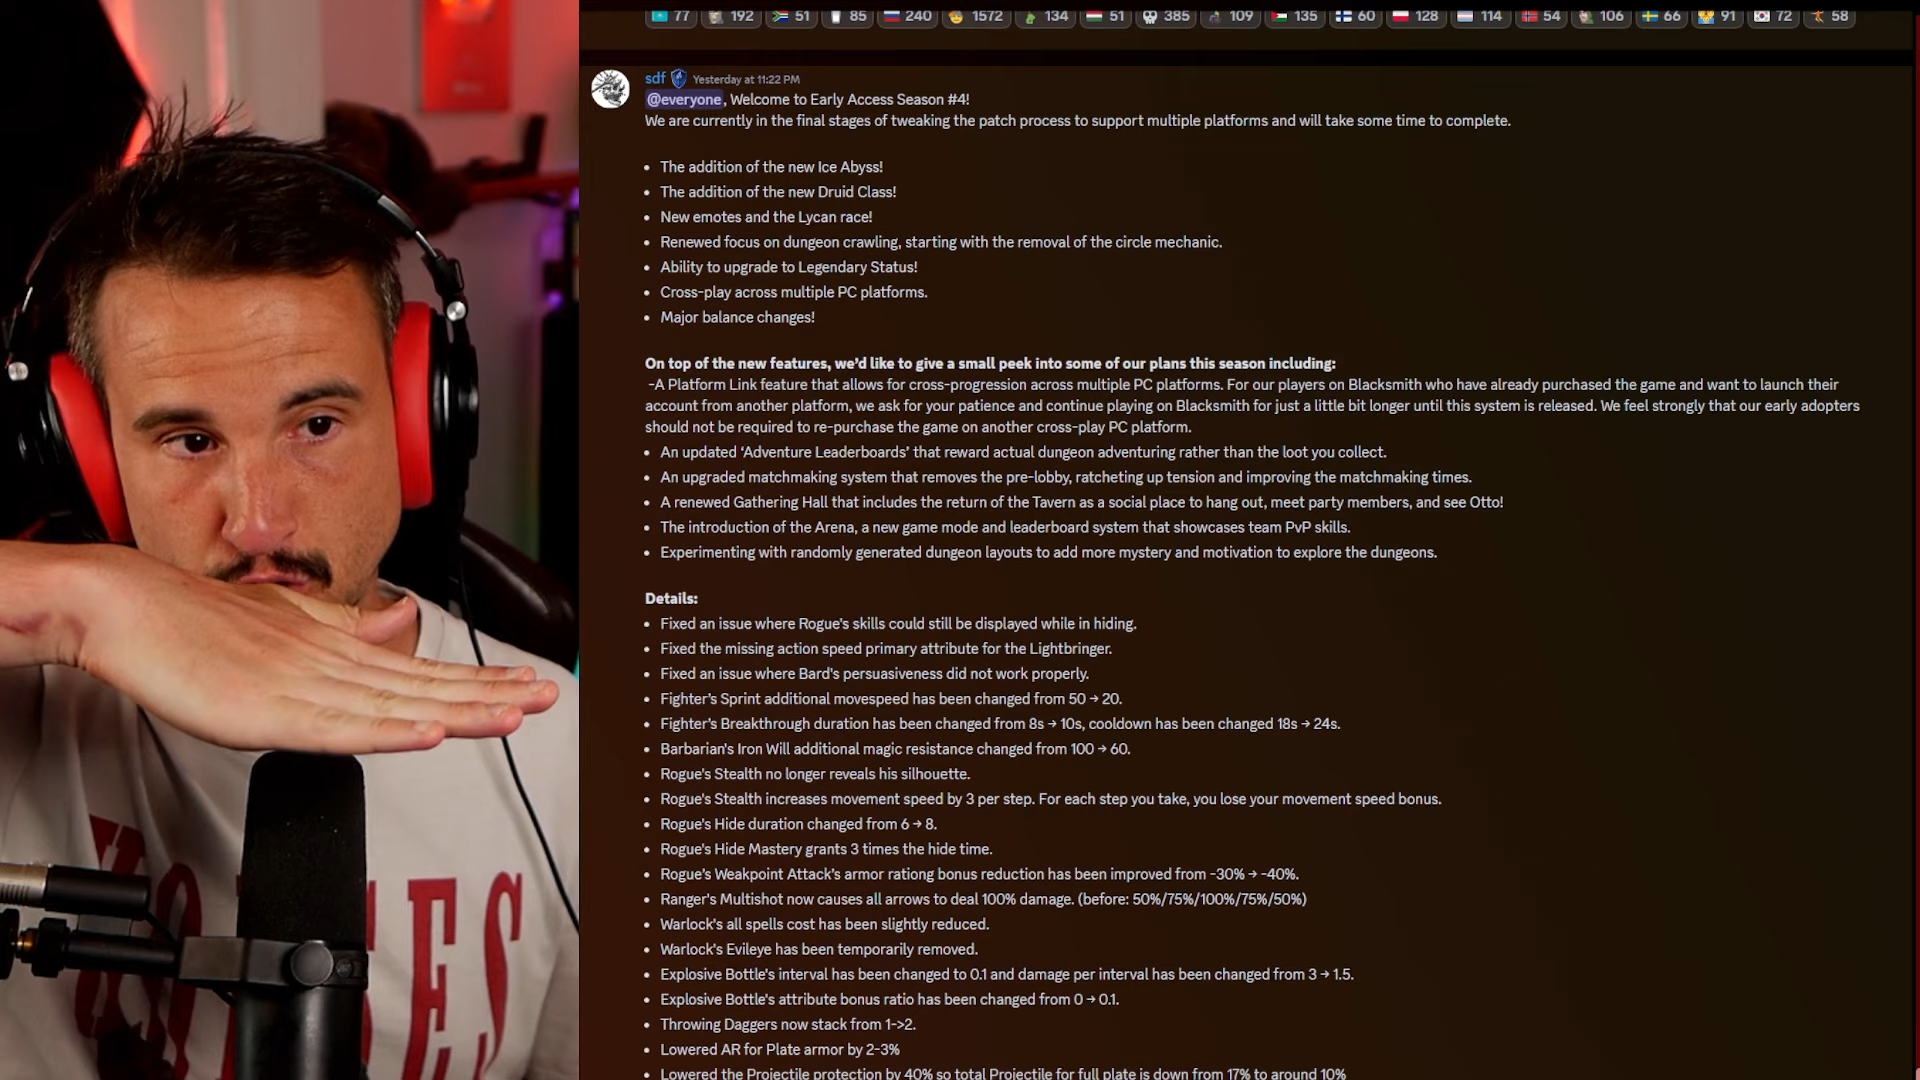 77 192 51 85 240 1572 134 51 385 109 135 60 128 114 54 106 66 91 72 58
sdf Yesterday at 11:22 PM
@everyone, Welcome to Early Access Season #4!
We are currently in the final stages of tweaking the patch process to support multiple platforms and will take some time to complete.
• The addition of the new Ice Abyss!
• The addition of the new Druid Class!
• New emotes and the Lycan race!
• Renewed focus on dungeon crawling, starting with the removal of the circle mechanic.
• Ability to upgrade to Legendary Status!
• Cross-play across multiple PC platforms.
• Major balance changes!
On top of the new features, we'd like to give a small peek into some of our plans this season including:
-A Platform Link feature that allows for cross-progression across multiple PC platforms. For our players on Blacksmith who have already purchased the game and want to launch their
account from another platform, we ask for your patience and continue playing on Blacksmith for just a little bit longer until this system is released. We feel strongly that our early adopters
should not be required to re-purchase the game on another cross-play PC platform.
• An updated ‘Adventure Leaderboards’ that reward actual dungeon adventuring rather than the loot you collect.
• An upgraded matchmaking system that removes the pre-lobby, ratcheting up tension and improving the matchmaking times.
• A renewed Gathering Hall that includes the return of the Tavern as a social place to hang out, meet party members, and see Otto!
• The introduction of the Arena, a new game mode and leaderboard system that showcases team PvP skills.
• Experimenting with randomly generated dungeon layouts to add more mystery and motivation to explore the dungeons.
Details:
• Fixed an issue where Rogue's skills could still be displayed while in hiding.
• Fixed the missing action speed primary attribute for the Lightbringer.
• Fixed an issue where Bard's persuasiveness did not work properly.
• Fighter's Sprint additional movespeed has been changed from 50 → 20.
• Fighter's Breakthrough duration has been changed from 8s → 10s, cooldown has been changed 18s → 24s.
• Barbarian's Iron Will additional magic resistance changed from 100 → 60.
• Rogue's Stealth no longer reveals his silhouette.
• Rogue's Stealth increases movement speed by 3 per step. For each step you take, you lose your movement speed bonus.
• Rogue's Hide duration changed from 6 → 8.
• Rogue's Hide Mastery grants 3 times the hide time.
• Rogue's Weakpoint Attack's armor rationg bonus reduction has been improved from -30% → -40%.
• Ranger's Multishot now causes all arrows to deal 100% damage. (before: 50%/75%/100%/75%/50%)
• Warlock's all spells cost has been slightly reduced.
• Warlock's Evileye has been temporarily removed.
• Explosive Bottle's interval has been changed to 0.1 and damage per interval has been changed from 3 → 1.5.
• Explosive Bottle's attribute bonus ratio has been changed from 0 → 0.1.
• Throwing Daggers now stack from 1->2.
• Lowered AR for Plate armor by 2-3%
• Lowered the Projectile protection by 40% so total Projectile for full plate is down from 17% to around 10%